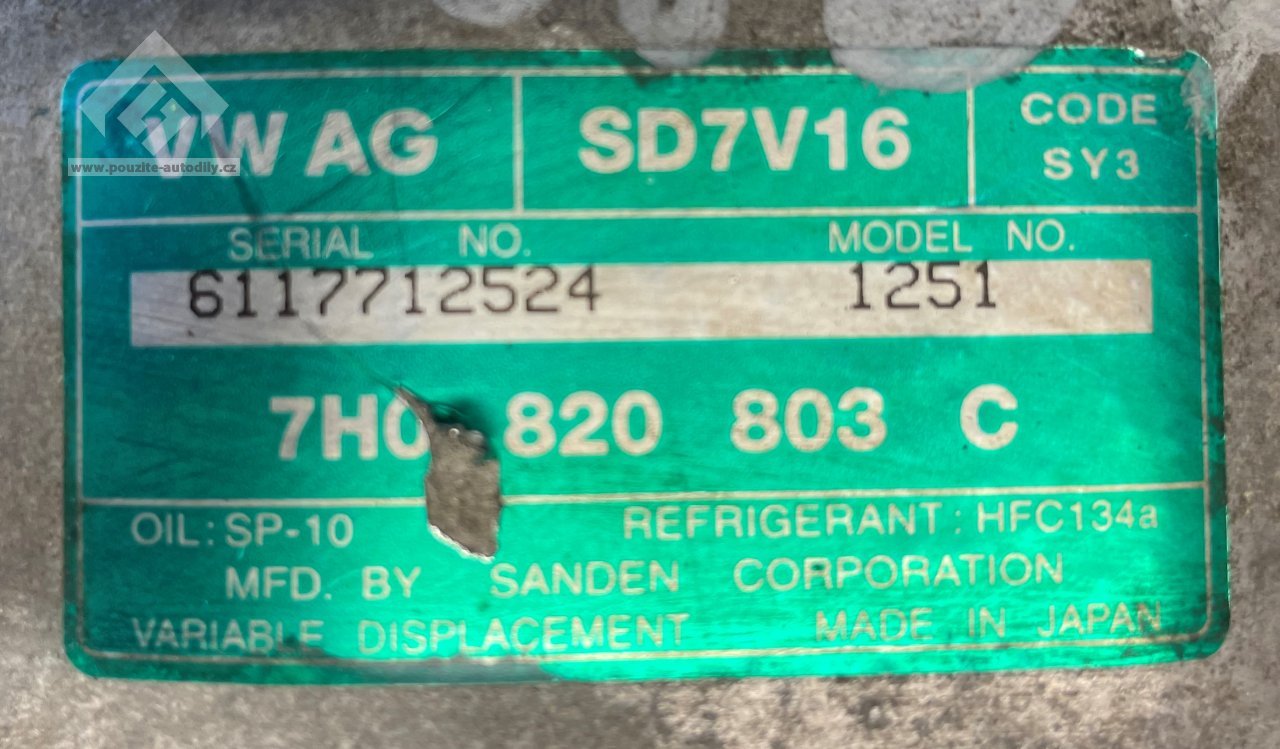 VW AG SD7V16 CODE SY3
www.pouzite-autodily.cz
SERIAL NO. MODEL NO.
6117712524 1251
7H0 820 803 C
OIL: SP-10 REFRIGERANT: HFC134a
MFD. BY SANDEN CORPORATION
VARIABLE DISPLACEMENT MADE IN JAPAN